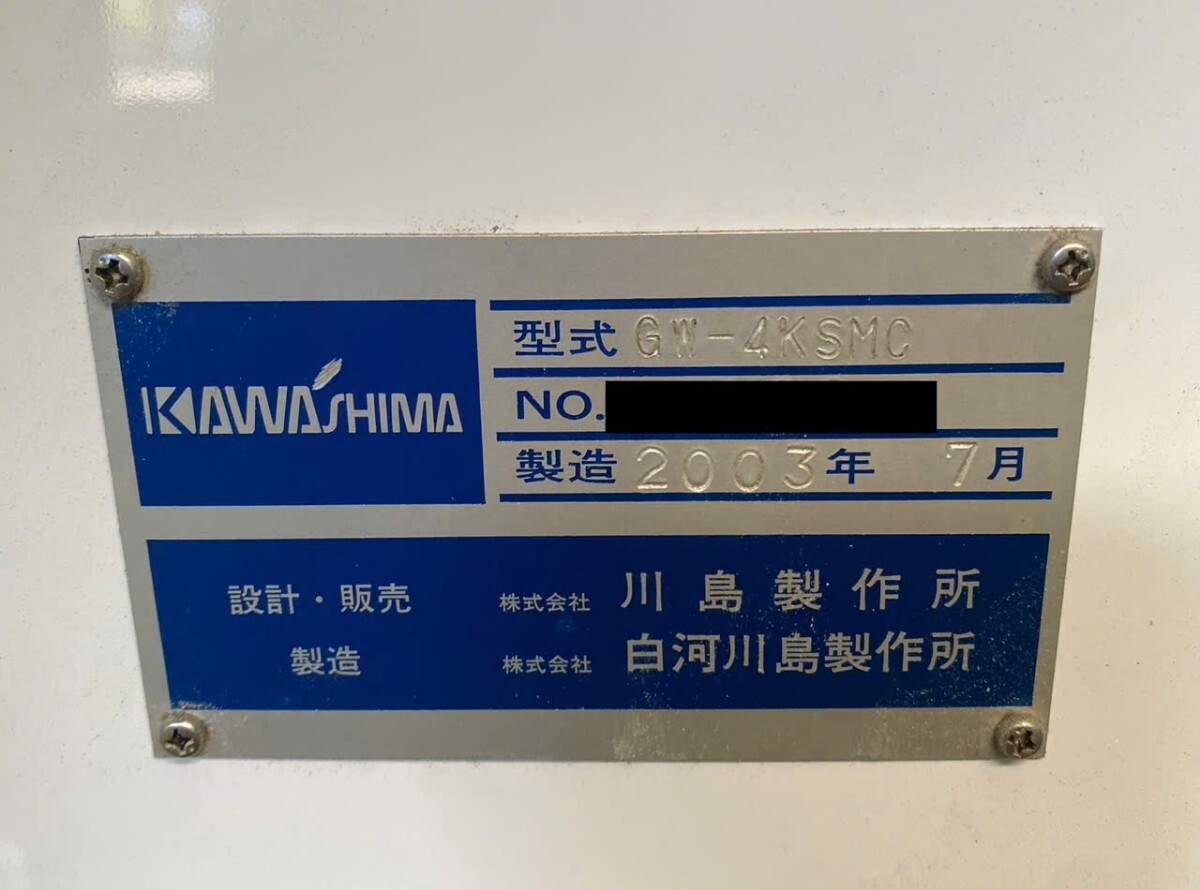 KAWASHIMA
型式 GW-4KSMC
NO.
製造 2003年 7月
設計・販売 株式会社 川島製作所
製造 株式会社 白河川島製作所